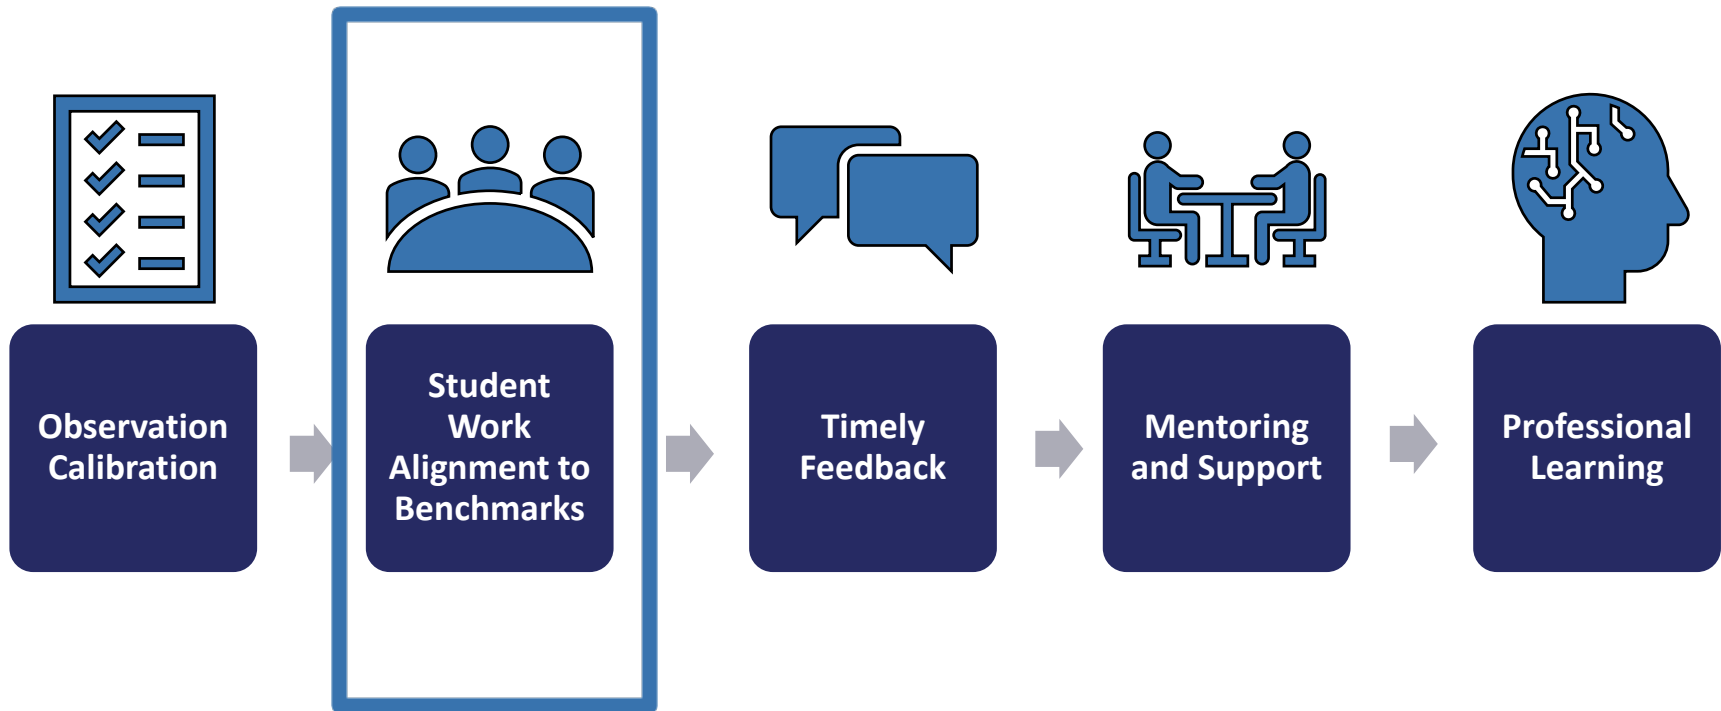 Observation
Calibration
Student
Work
Alignment to
Benchmarks
Timely
Feedback
Mentoring
and Support
Professional
Learning